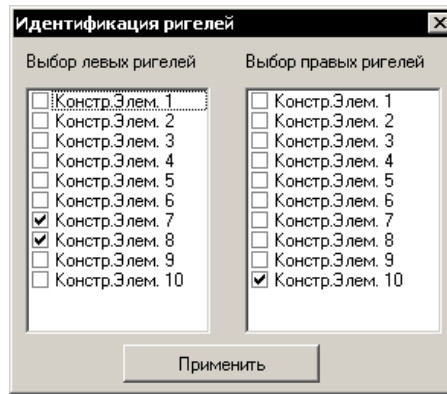 Идентификация ригелей
Выбор левых ригелей
Констр.Элем. 1
Констр.Элем. 2
Констр.Элем. 3
Констр.Элем. 4
Констр.Элем. 5
Констр.Элем. 6
Констр.Элем. 7
Констр.Элем. 8
Констр.Элем. 9
Констр.Элем. 10
Выбор правых ригелей
Констр.Элем. 1
Констр.Элем. 2
Констр.Элем. 3
Констр.Элем. 4
Констр.Элем. 5
Констр.Элем. 6
Констр.Элем. 7
Констр.Элем. 8
Констр.Элем. 9
Констр.Элем. 10
Применить